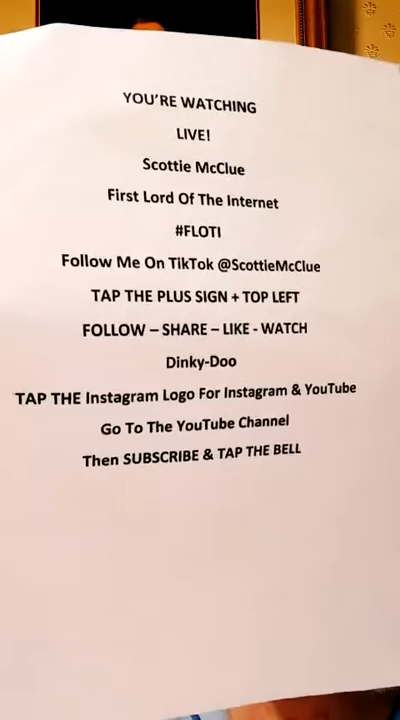 YOU'RE WATCHING
LIVE!
Scottie McClue
First Lord Of The Internet
#FLOTI
Follow Me On TikTok @ScottieMcClue
TAP THE PLUS SIGN + TOP LEFT
FOLLOW – SHARE – LIKE - WATCH
Dinky-Doo
TAP THE Instagram Logo For Instagram & YouTube
Go To The YouTube Channel
Then SUBSCRIBE & TAP THE BELL